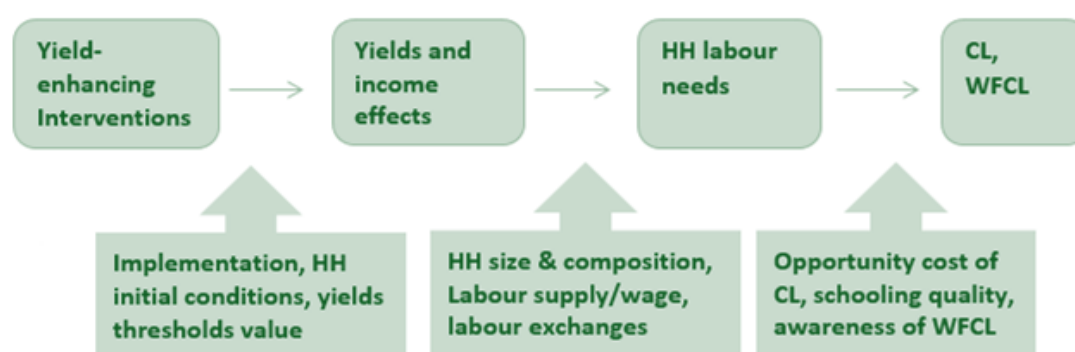 Yield-
enhancing
Interventions
Yields and
income
effects
HH labour
needs
CL,
WFCL
Implementation, HH
initial conditions, yields
thresholds value
HH size & composition,
Labour supply/wage,
labour exchanges
Opportunity cost of
CL, schooling quality,
awareness of WFCL